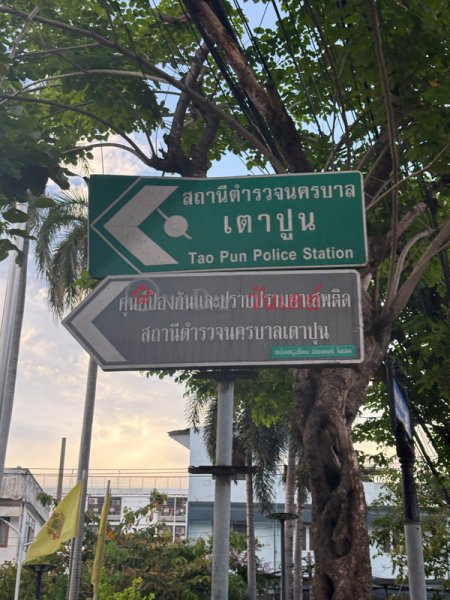 สถานีตำรวจนครบาล
เตาปูน
Tao Pun Police Station
ศูนย์ป้องกันและปราบปรามยาเสพติด
สถานีตำรวจนครบาลเตาปูน